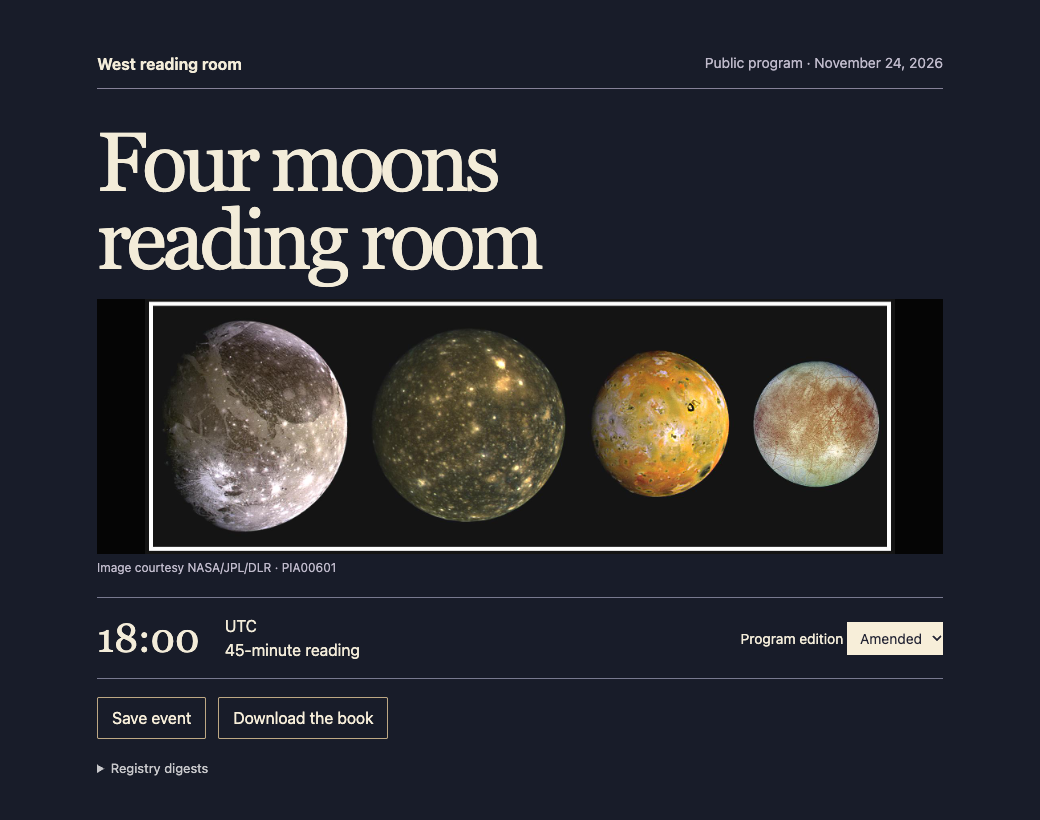 West reading room
Public program · November 24, 2026
Four moons
reading room
Image courtesy NASA/JPL/DLR · PIA00601
18:00
UTC
45-minute reading
Program edition
Amended
Save event
Download the book
Registry digests